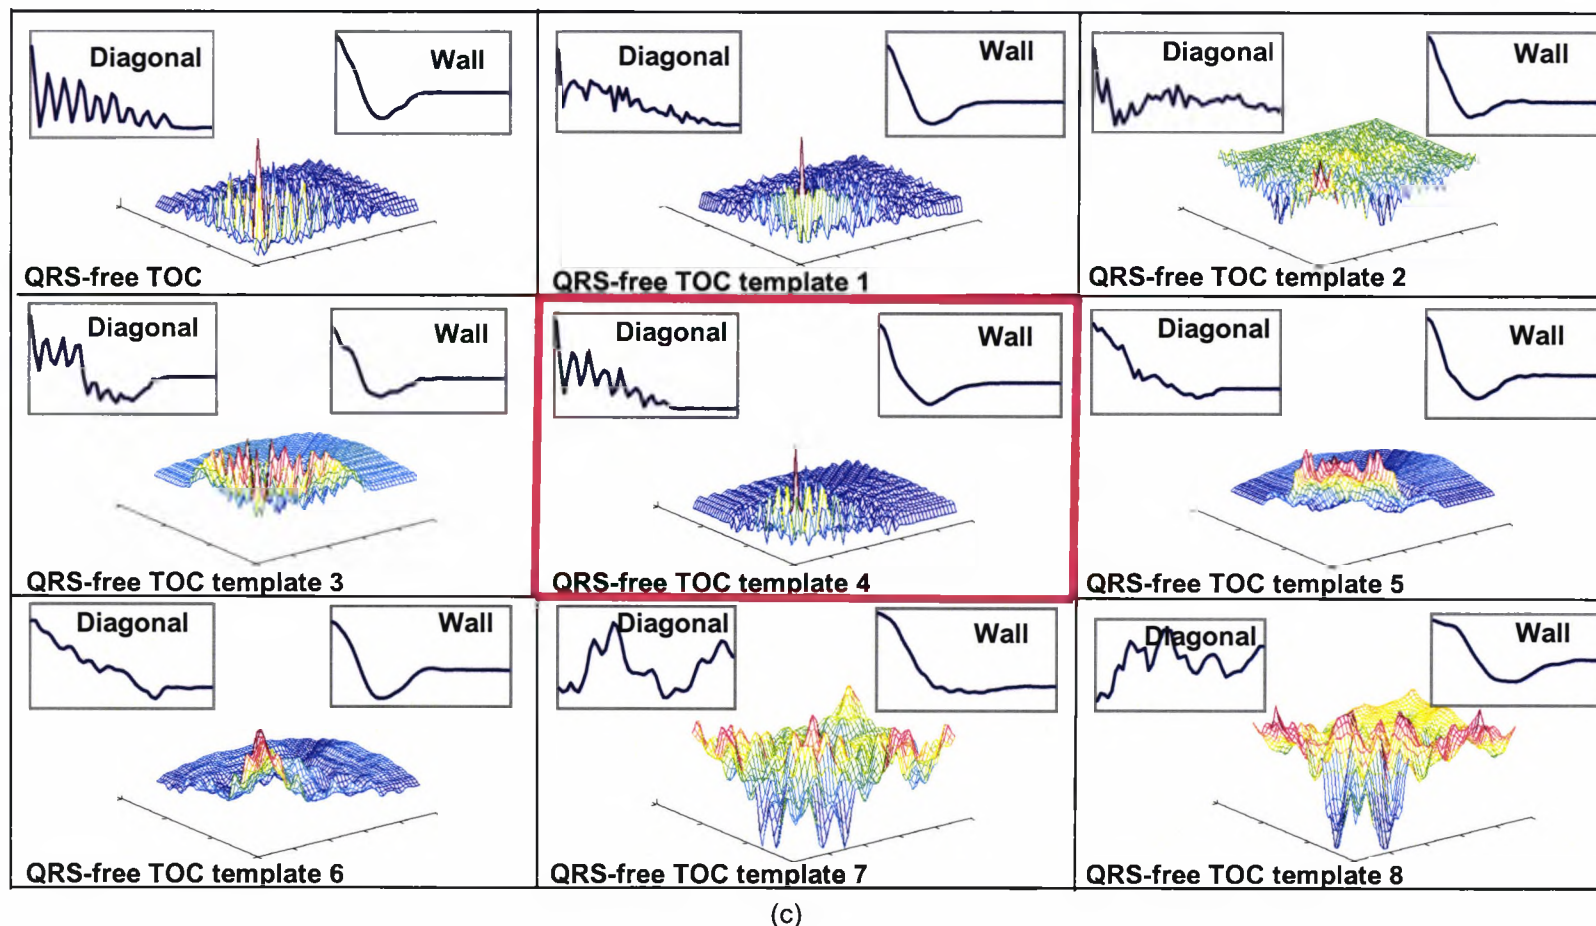 Diagonal
Wall
QRS-free TOC
Diagonal
Wall
QRS-free TOC template 1
Diagonal
Wall
QRS-free TOC template 2
Diagonal
Wall
QRS-free TOC template 3
Diagonal
Wall
QRS-free TOC template 4
Diagonal
Wall
QRS-free TOC template 5
Diagonal
Wall
QRS-free TOC template 6
Diagonal
Wall
QRS-free TOC template 7
Diagonal
Wall
QRS-free TOC template 8
(c)